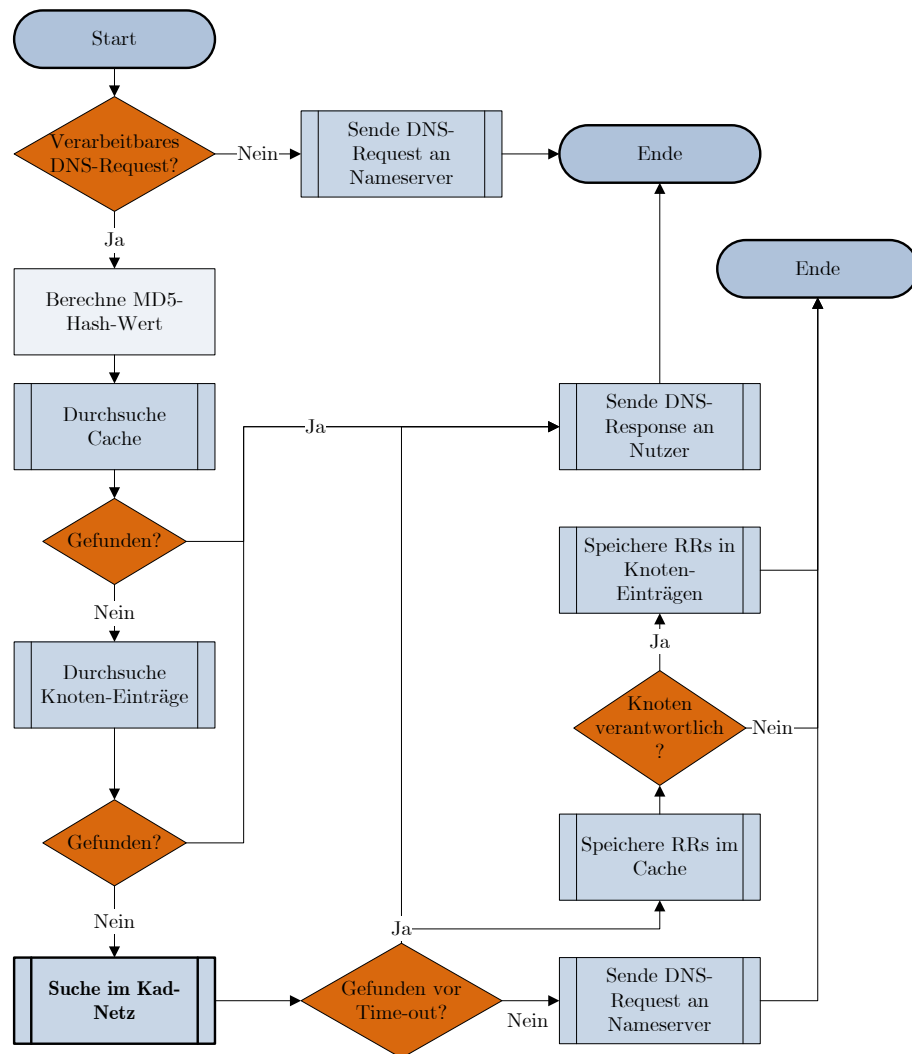 Start
Verarbeitbares
DNS-Request?
Nein
Sende DNS-
Request an
Nameserver
Ende
Ja
Ende
Berechne MD5-
Hash-Wert
Durchsuche
Cache
Ja
Sende DNS-
Response an
Nutzer
Gefunden?
Speichere RRs in
Knoten-
Einträgen
Nein
Ja
Durchsuche
Knoten-Einträge
Knoten
verantwortlich
?
Nein
Gefunden?
Speichere RRs im
Cache
Nein
Ja
Suche im Kad-
Netz
Gefunden vor
Time-out?
Nein
Sende DNS-
Request an
Nameserver